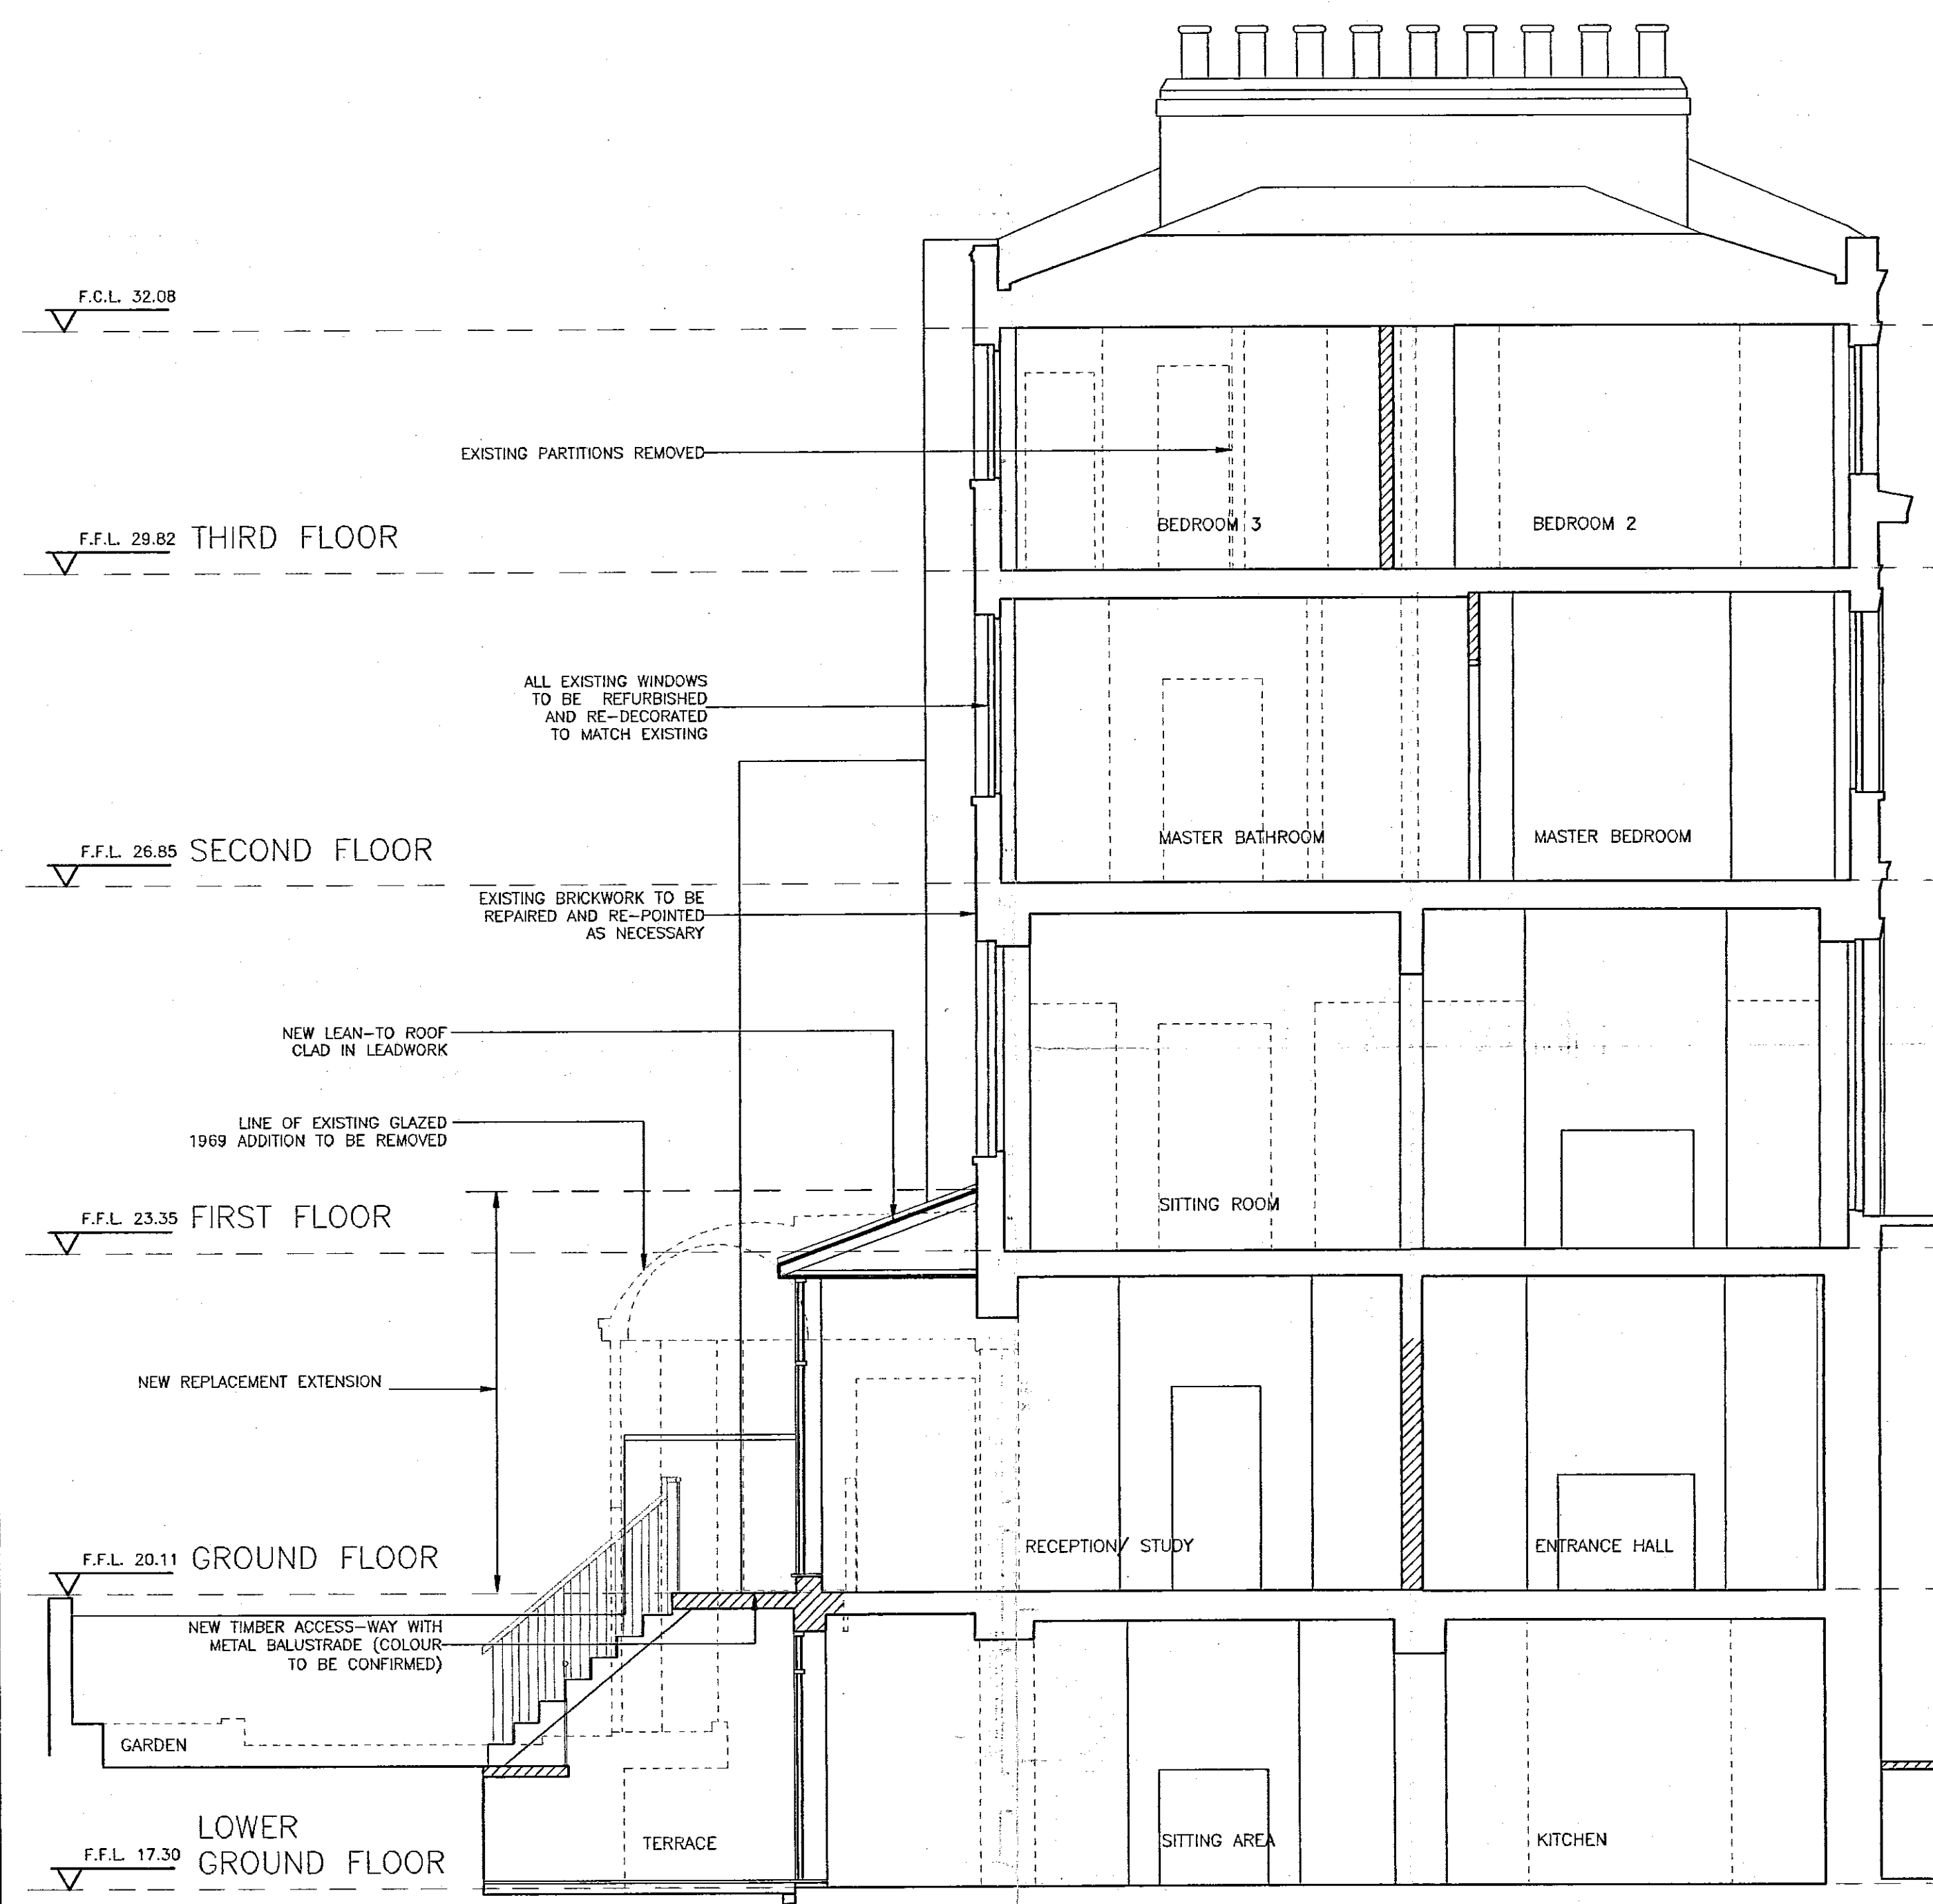 F.C.L. 32.08
EXISTING PARTITIONS REMOVED
BEDROOM 3
BEDROOM 2
F.F.L. 29.82 THIRD FLOOR
ALL EXISTING WINDOWS
TO BE REFURBISHED
AND RE-DECORATED
TO MATCH EXISTING
MASTER BATHROOM
MASTER BEDROOM
F.F.L. 26.85 SECOND FLOOR
EXISTING BRICKWORK TO BE
REPAIRED AND RE-POINTED
AS NECESSARY
NEW LEAN-TO ROOF
CLAD IN LEADWORK
LINE OF EXISTING GLAZED
1969 ADDITION TO BE REMOVED
SITTING ROOM
F.F.L. 23.35 FIRST FLOOR
NEW REPLACEMENT EXTENSION
RECEPTION/ STUDY
ENTRANCE HALL
F.F.L. 20.11 GROUND FLOOR
NEW TIMBER ACCESS-WAY WITH
METAL BALUSTRADE (COLOUR
TO BE CONFIRMED)
GARDEN
TERRACE
SITTING AREA
KITCHEN
LOWER
F.F.L. 17.30 GROUND FLOOR